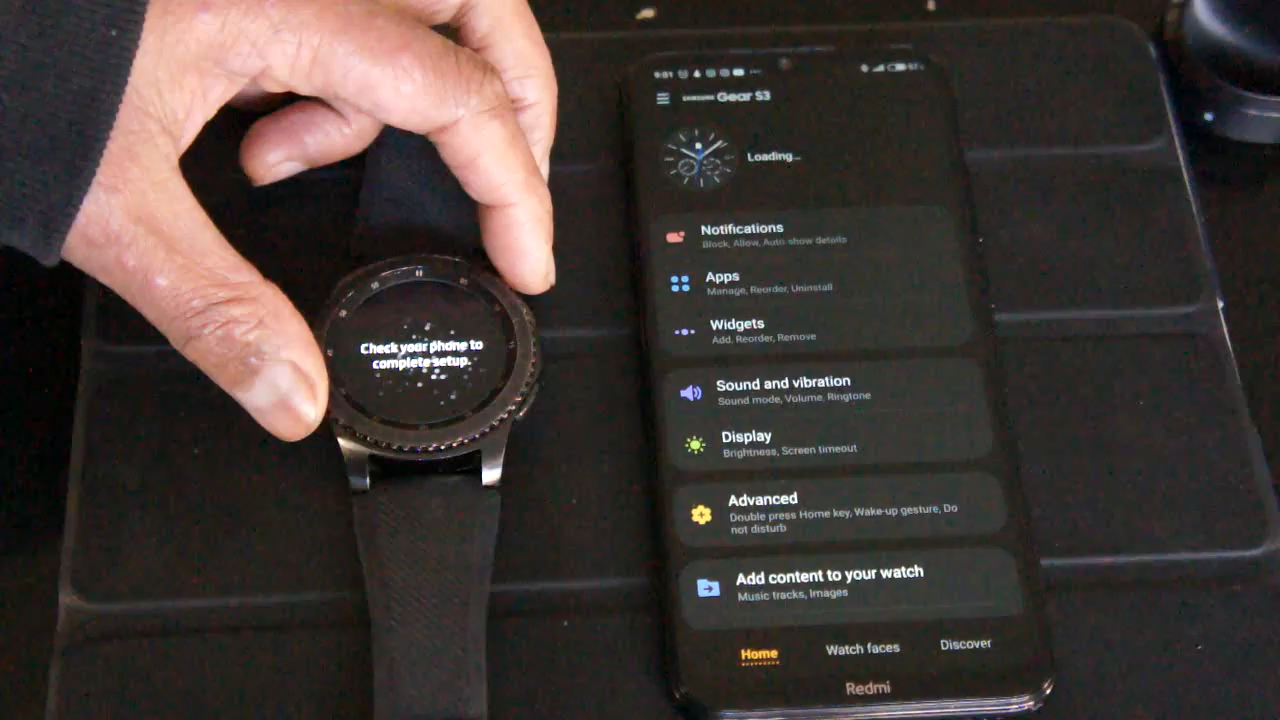 Check your phone to
complete setup.
9:01
SAMSUNG Gear S3
Loading...
Notifications
Block, Allow, Auto show details
Apps
Manage, Reorder, Uninstall
Widgets
Add, Reorder, Remove
Sound and vibration
Sound mode, Volume, Ringtone
Display
Brightness, Screen timeout
Advanced
Double press Home key, Wake-up gesture, Do
not disturb
Add content to your watch
Music tracks, Images
Home Watch faces Discover
Redmi